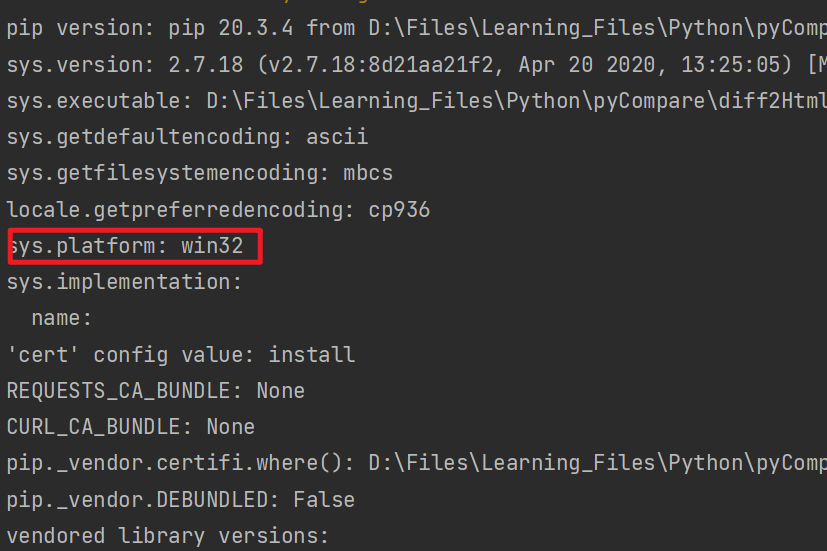 pip version: pip 20.3.4 from D:\Files\Learning_Files\Python\pyComp
sys.version: 2.7.18 (v2.7.18:8d21aa21f2, Apr 20 2020, 13:25:05) [M
sys.executable: D:\Files\Learning_Files\Python\pyCompare\diff2Html
sys.getdefaultencoding: ascii
sys.getfilesystemencoding: mbcs
locale.getpreferredencoding: cp936
sys.platform: win32
sys.implementation:
name:
'cert' config value: install
REQUESTS_CA_BUNDLE: None
CURL_CA_BUNDLE: None
pip._vendor.certifi.where(): D:\Files\Learning_Files\Python\pyComp
pip._vendor.DEBUNDLED: False
vendored library versions: